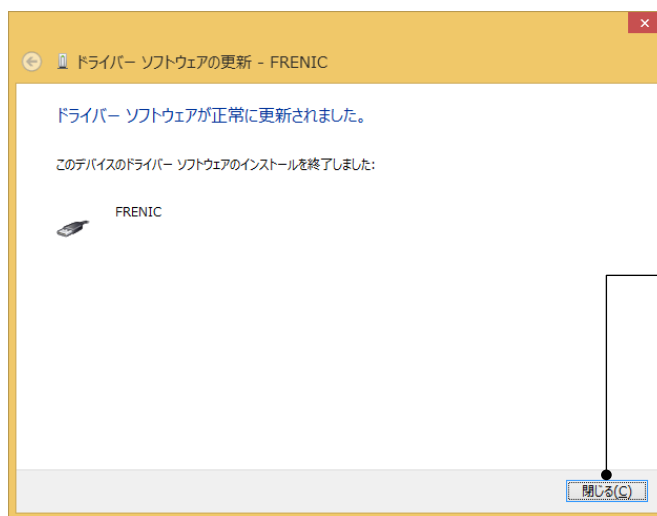 ドライバー ソフトウェアの更新 - FRENIC
ドライバー ソフトウェアが正常に更新されました。
このデバイスのドライバー ソフトウェアのインストールを終了しました:
FRENIC
閉じる(C)